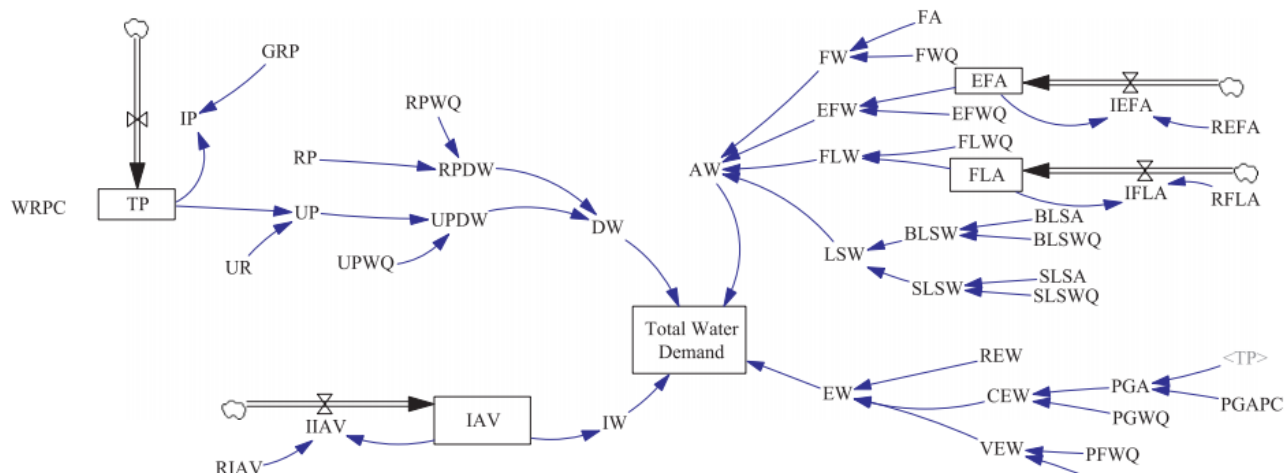 FA
GRP
FW
FWQ
EFA
RPWQ
IEFA
IP
EFW
EFWQ
REFA
RP
FLWQ
RPDW
AW
FLW
FLA
IFLA
RFLA
WRPC
TP
UP
UPDW
BLSA
DW
BLSW
BLSWQ
LSW
UR
UPWQ
SLSA
SLSW
SLSWQ
Total Water
Demand
REW
<TP>
PGA
EW
CEW
PGAPC
IAV
PGWQ
IIAV
IW
VEW
PFWQ
RIAV